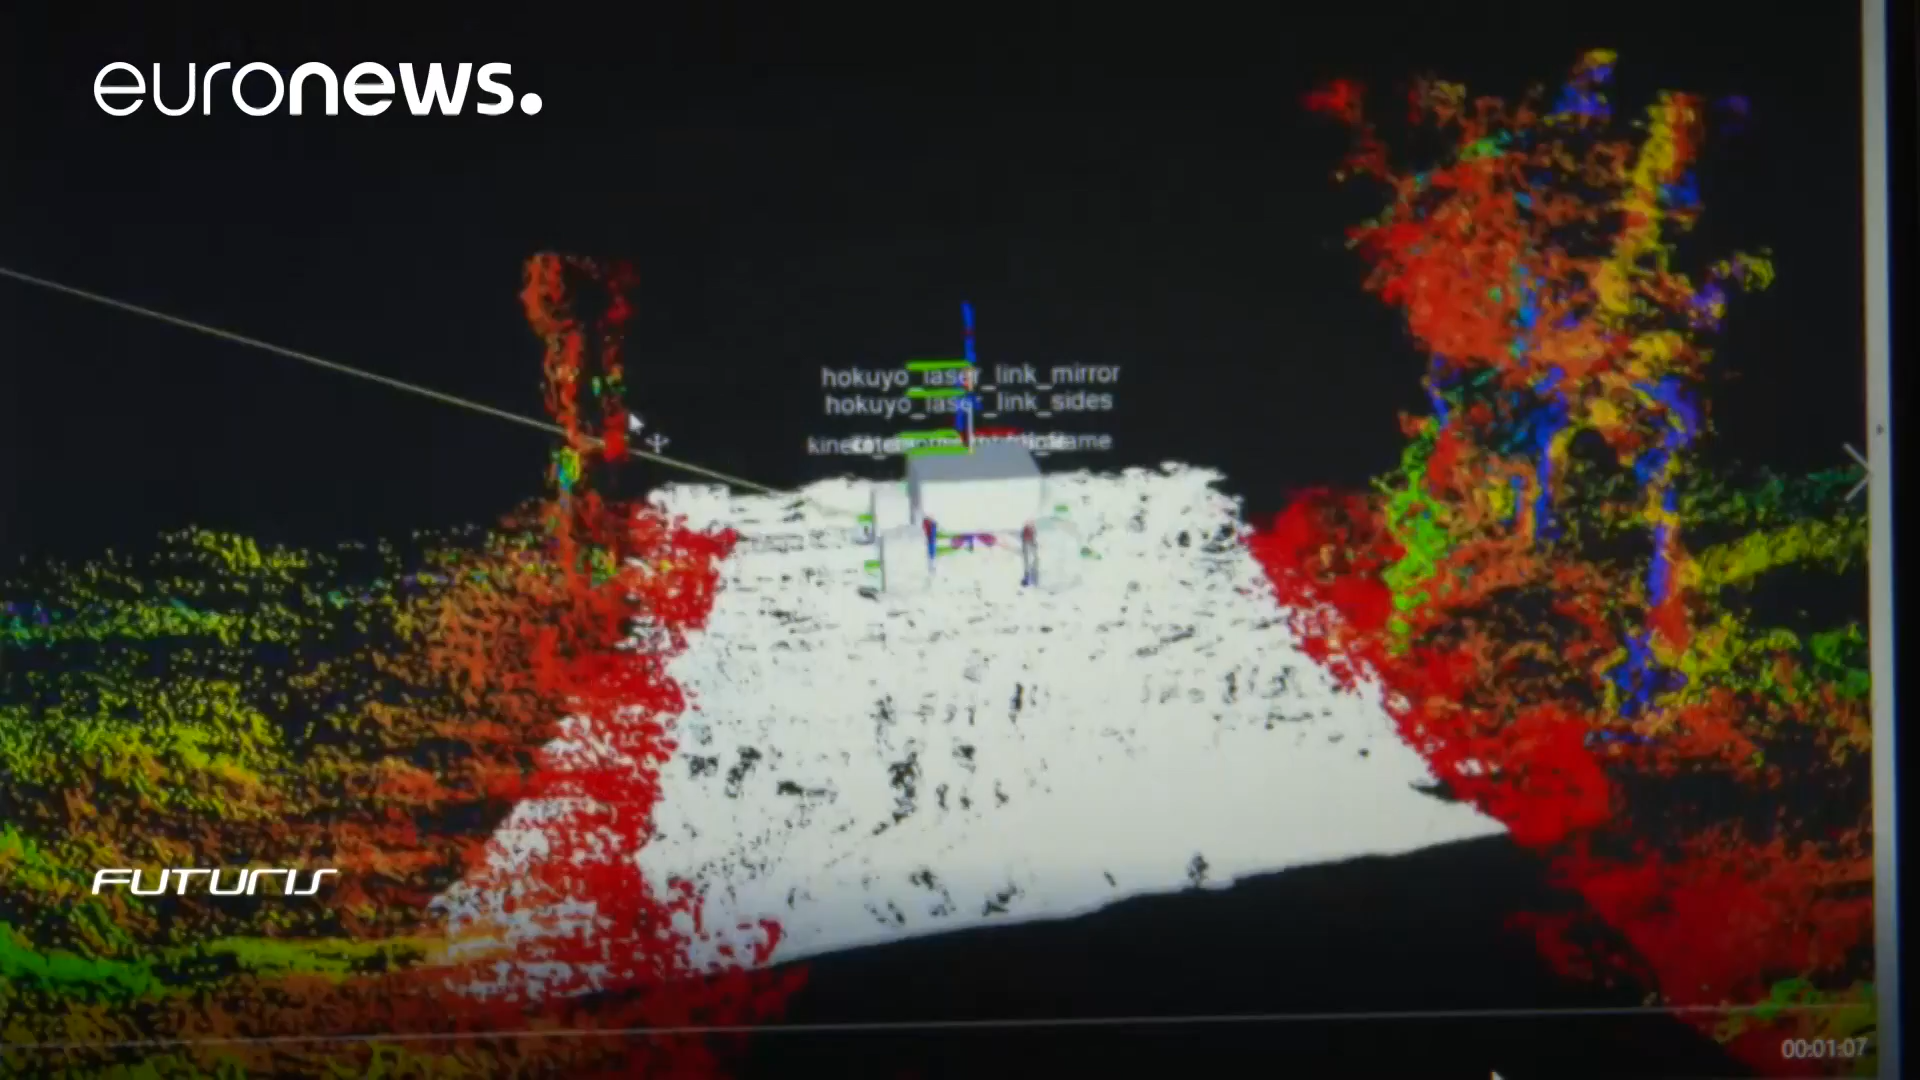 euronews.
hokuyo_laser_link_mirror
hokuyo_laser_link_sides
FUTURIS
00:01:07